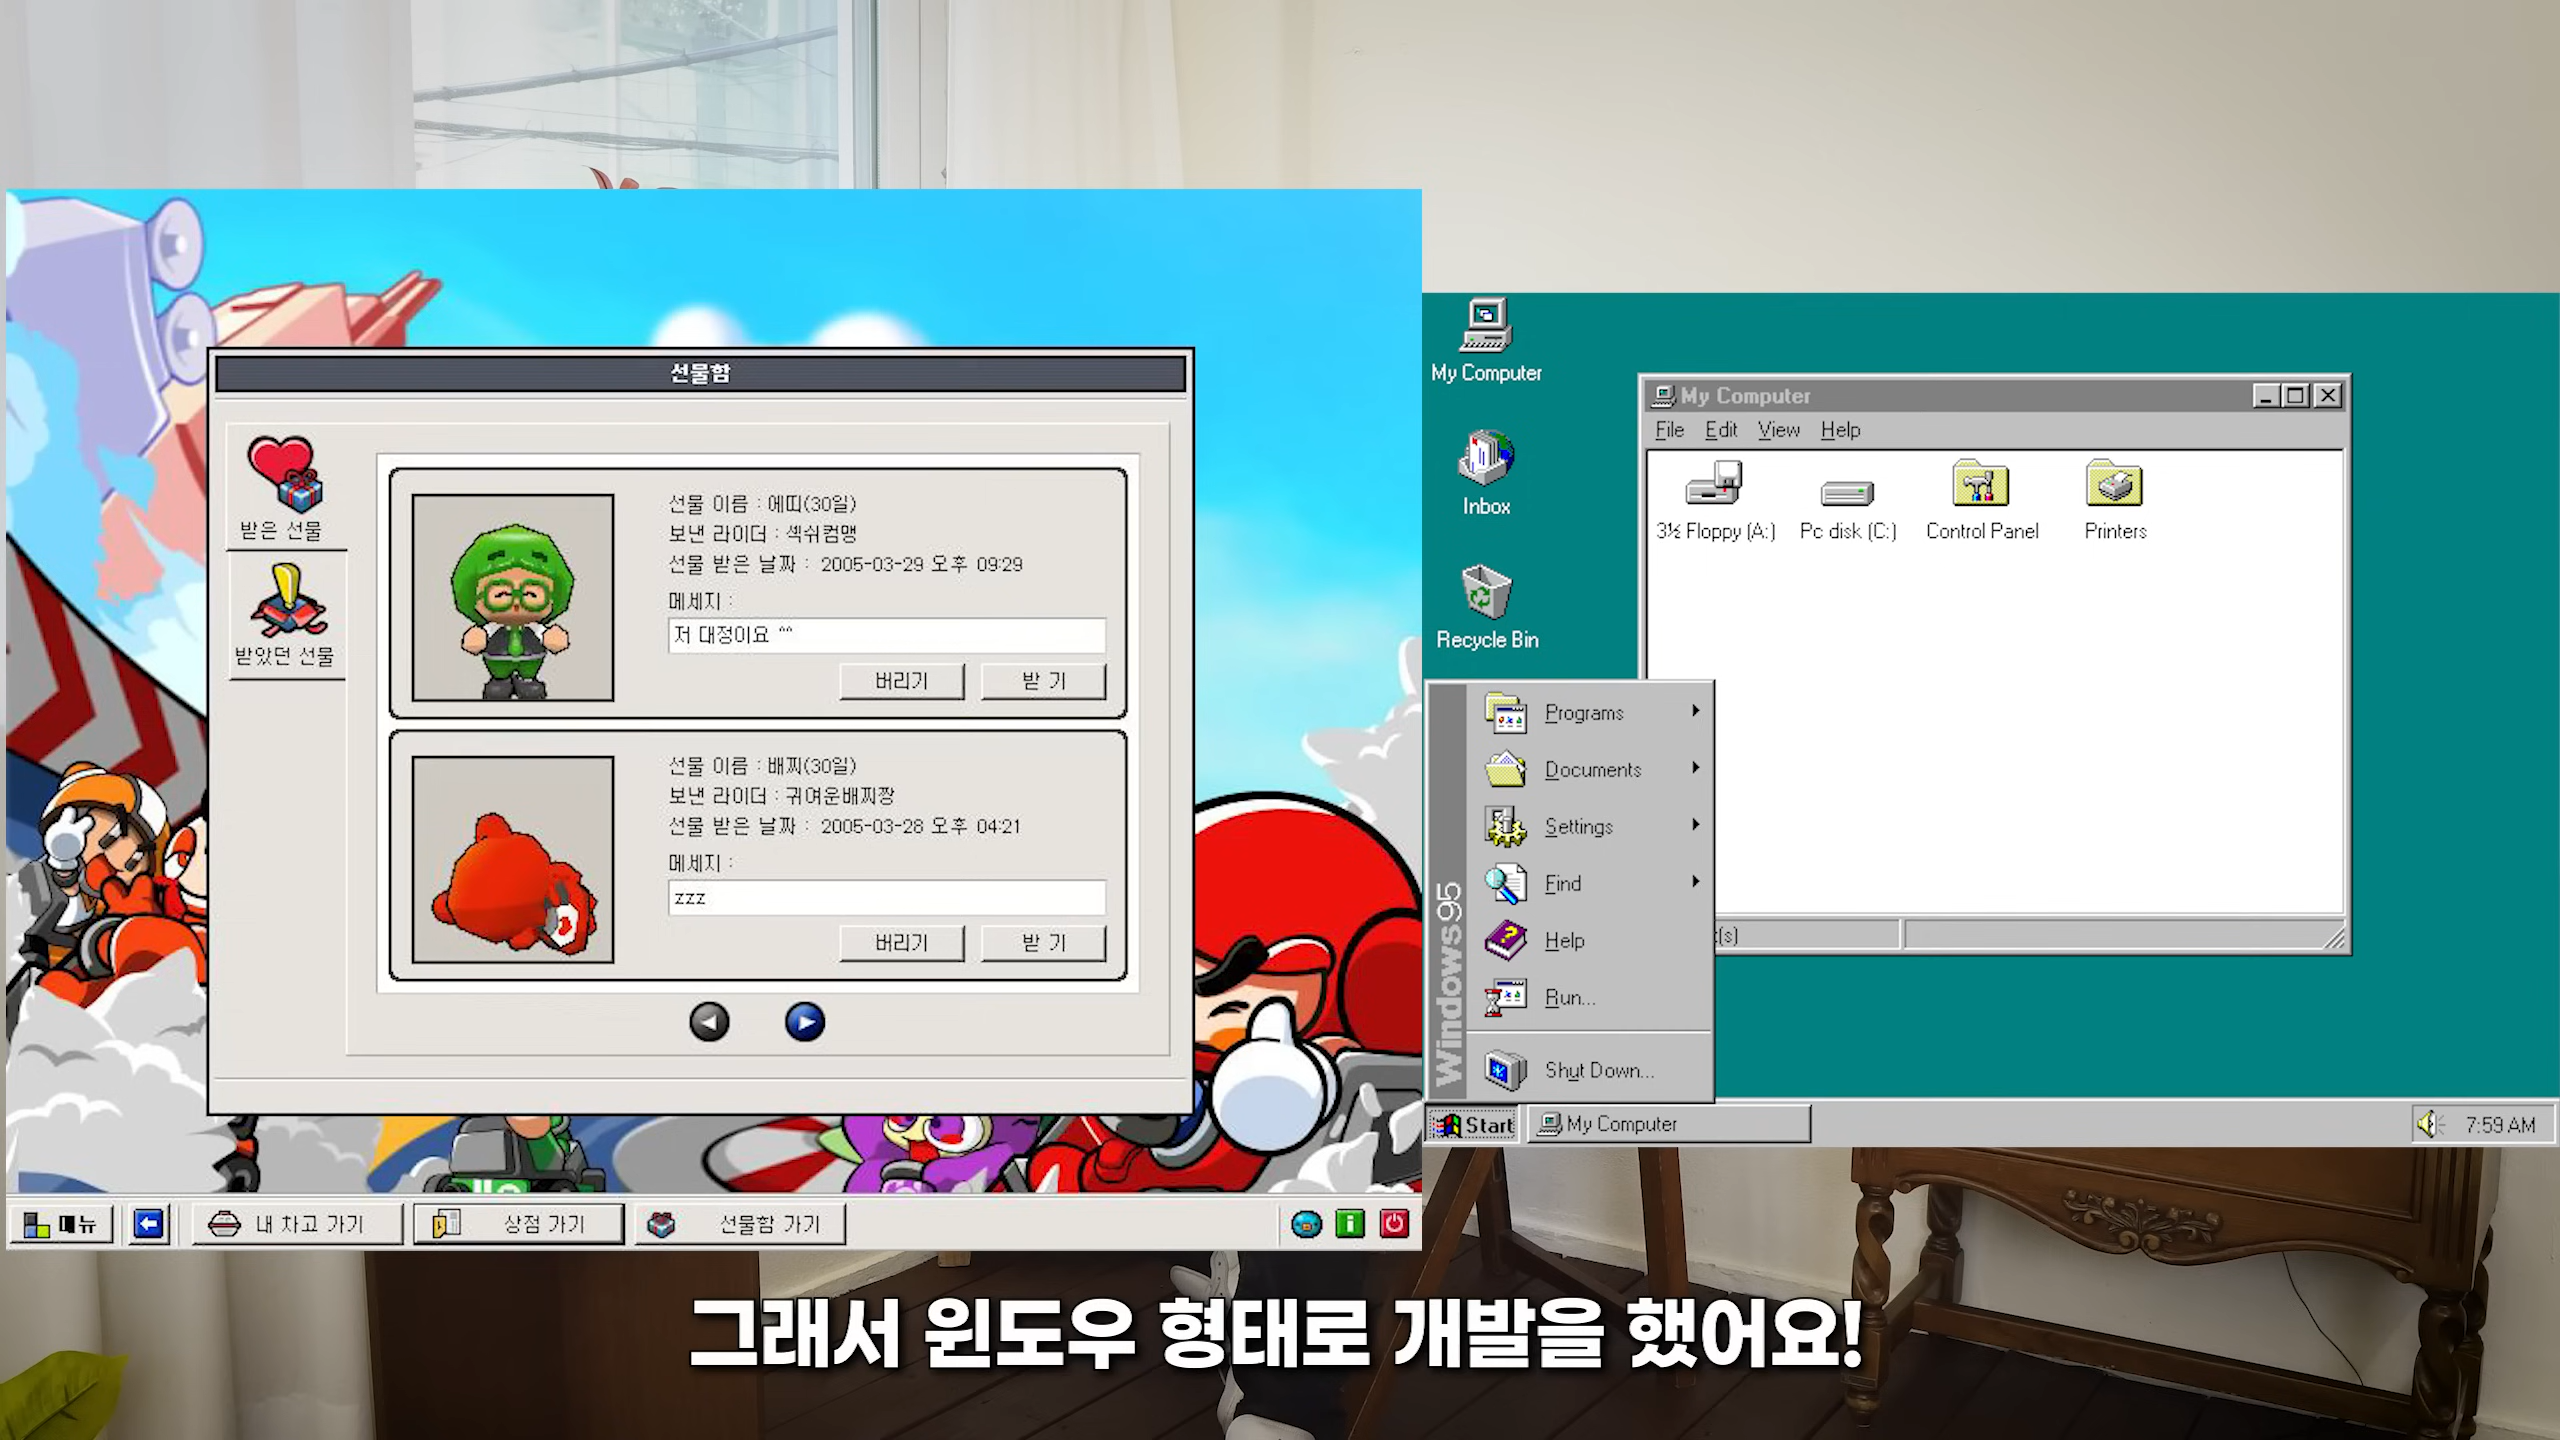 선물함
받은 선물
받았던 선물
선물 이름 : 에띠(30일)
보낸 라이더 : 섹쉬컴맹
선물 받은 날짜 : 2005-03-29 오후 09:29
메세지 :
저 대정이요 ^^
버리기
받 기
선물 이름 : 배찌(30일)
보낸 라이더 : 귀여운배찌짱
선물 받은 날짜 : 2005-03-28 오후 04:21
메세지 :
zzz
버리기
받 기
메뉴
내 차고 가기
상점 가기
선물함 가기
My Computer
Inbox
Recycle Bin
My Computer
File Edit View Help
3½ Floppy (A:)
Pc disk (C:)
Control Panel
Printers
t(s)
Windows95
Programs
Documents
Settings
Find
Help
Run...
Shut Down...
Start
My Computer
7:59 AM
그래서 윈도우 형태로 개발을 했어요!